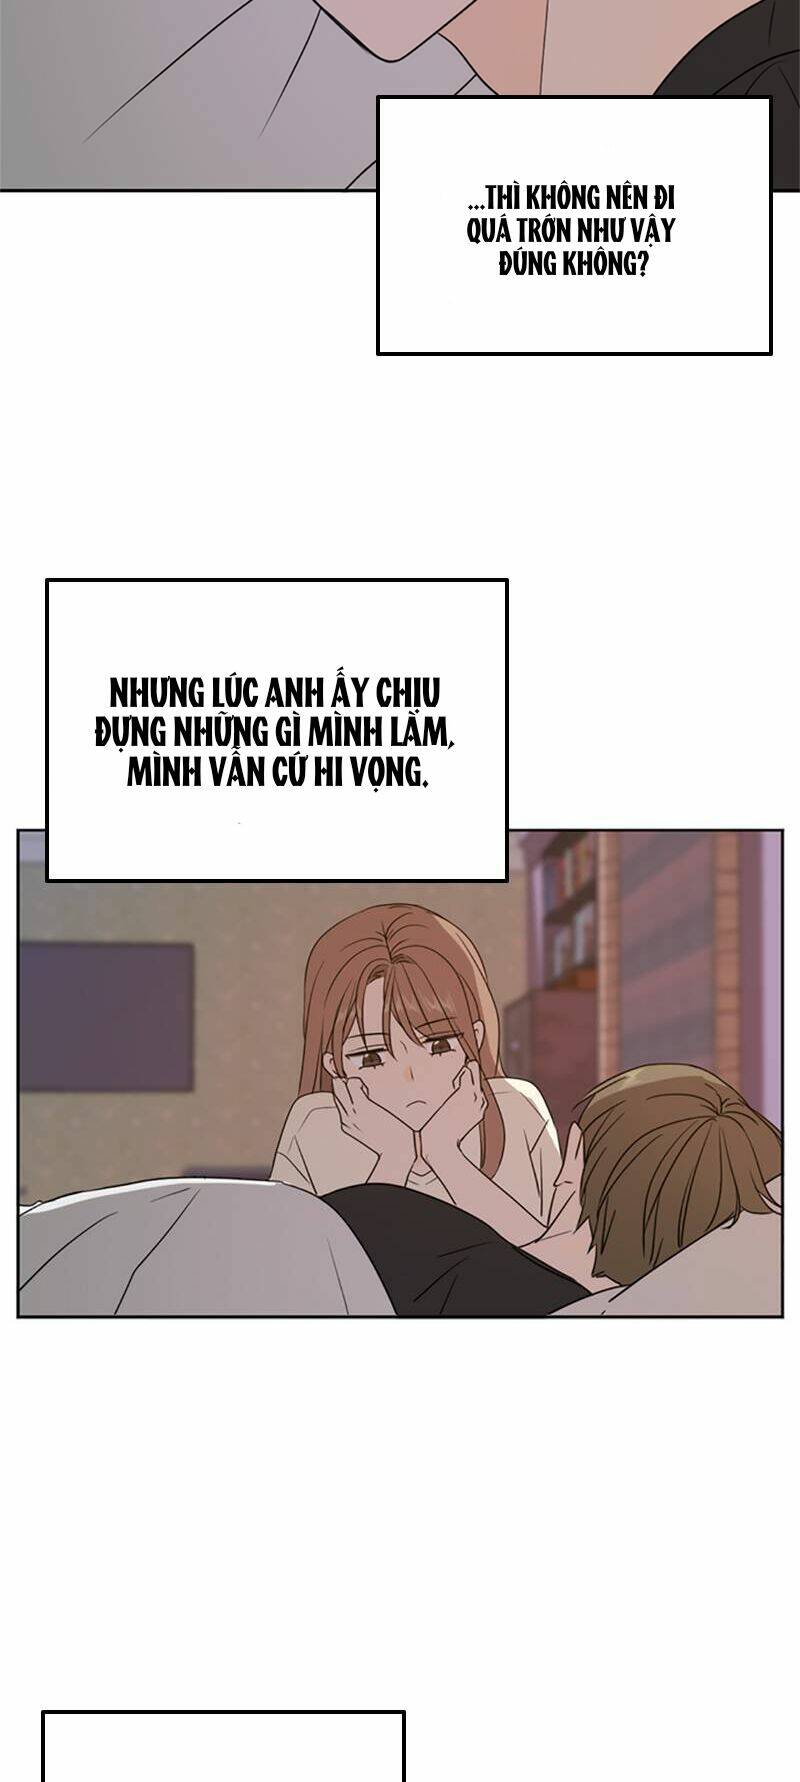 ...THÌ KHÔNG NÊN ĐI
QUÁ TRỚN NHƯ VẬY
ĐÚNG KHÔNG?
NHƯNG LÚC ANH ẤY CHỊU
ĐỰNG NHỮNG GÌ MÌNH LÀM,
MÌNH VẪN CỨ HI VỌNG.